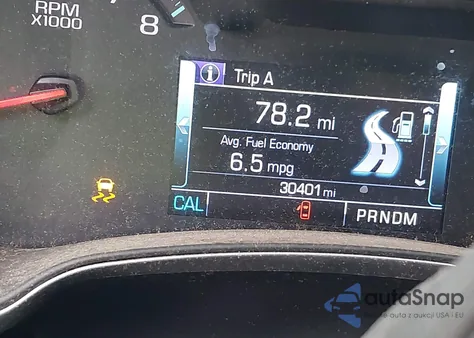 RPM
X1000
8
Trip A
78.2 mi
Avg. Fuel Economy
6.5 mpg
30401 mi
CAL
PRNDM
autoSnap